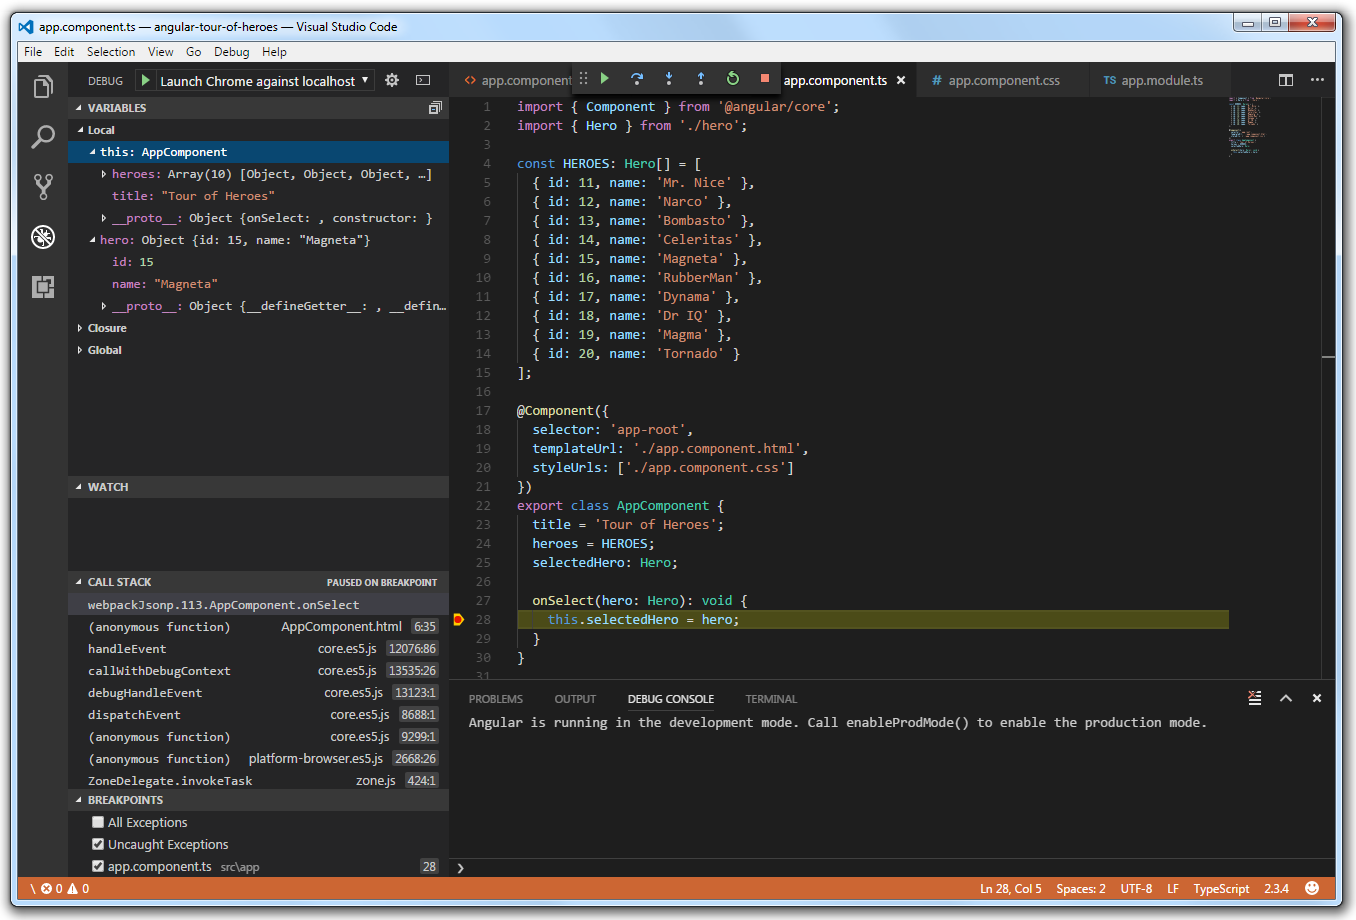 app.component.ts — angular-tour-of-heroes — Visual Studio Code
File Edit Selection View Go Debug Help
DEBUG Launch Chrome against localhost
<> app.component app.component.ts # app.component.css TS app.module.ts
VARIABLES
Local
this: AppComponent
heroes: Array(10) [Object, Object, Object, …]
title: "Tour of Heroes"
__proto__: Object {onSelect: , constructor: }
hero: Object {id: 15, name: "Magneta"}
id: 15
name: "Magneta"
__proto__: Object {__defineGetter__: , __defin…
Closure
Global
WATCH
CALL STACK PAUSED ON BREAKPOINT
webpackJsonp.113.AppComponent.onSelect
(anonymous function) AppComponent.html 6:35
handleEvent core.es5.js 12076:86
callWithDebugContext core.es5.js 13535:26
debugHandleEvent core.es5.js 13123:1
dispatchEvent core.es5.js 8688:1
(anonymous function) core.es5.js 9299:1
(anonymous function) platform-browser.es5.js 2668:26
ZoneDelegate.invokeTask zone.js 424:1
BREAKPOINTS
All Exceptions
Uncaught Exceptions
app.component.ts src\app 28
1 import { Component } from '@angular/core';
2 import { Hero } from './hero';
3
4 const HEROES: Hero[] = [
5 { id: 11, name: 'Mr. Nice' },
6 { id: 12, name: 'Narco' },
7 { id: 13, name: 'Bombasto' },
8 { id: 14, name: 'Celeritas' },
9 { id: 15, name: 'Magneta' },
10 { id: 16, name: 'RubberMan' },
11 { id: 17, name: 'Dynama' },
12 { id: 18, name: 'Dr IQ' },
13 { id: 19, name: 'Magma' },
14 { id: 20, name: 'Tornado' }
15 ];
16
17 @Component({
18 selector: 'app-root',
19 templateUrl: './app.component.html',
20 styleUrls: ['./app.component.css']
21 })
22 export class AppComponent {
23 title = 'Tour of Heroes';
24 heroes = HEROES;
25 selectedHero: Hero;
26
27 onSelect(hero: Hero): void {
28 this.selectedHero = hero;
29 }
30 }
31
PROBLEMS OUTPUT DEBUG CONSOLE TERMINAL
Angular is running in the development mode. Call enableProdMode() to enable the production mode.
\ 0 0 Ln 28, Col 5 Spaces: 2 UTF-8 LF TypeScript 2.3.4